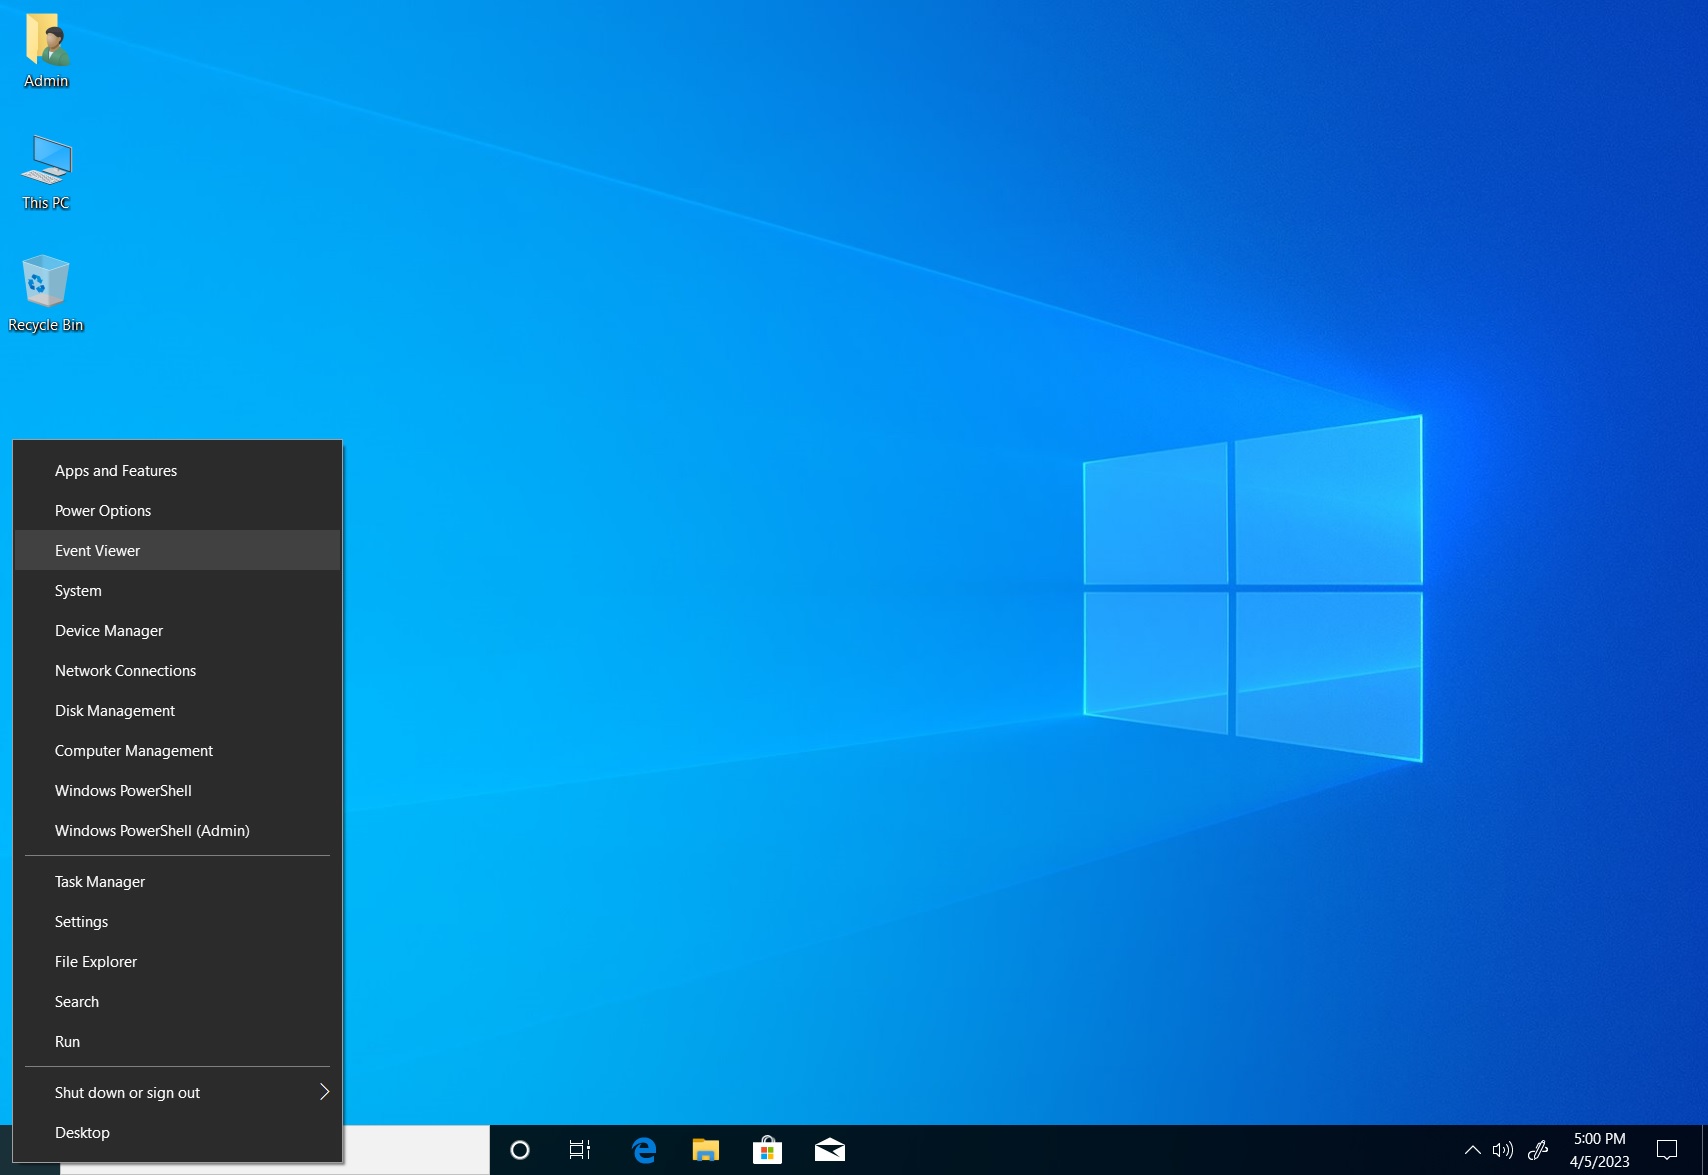 Admin
This PC
Recycle Bin
Apps and Features
Power Options
Event Viewer
System
Device Manager
Network Connections
Disk Management
Computer Management
Windows PowerShell
Windows PowerShell (Admin)
Task Manager
Settings
File Explorer
Search
Run
Shut down or sign out
Desktop
5:00 PM
4/5/2023